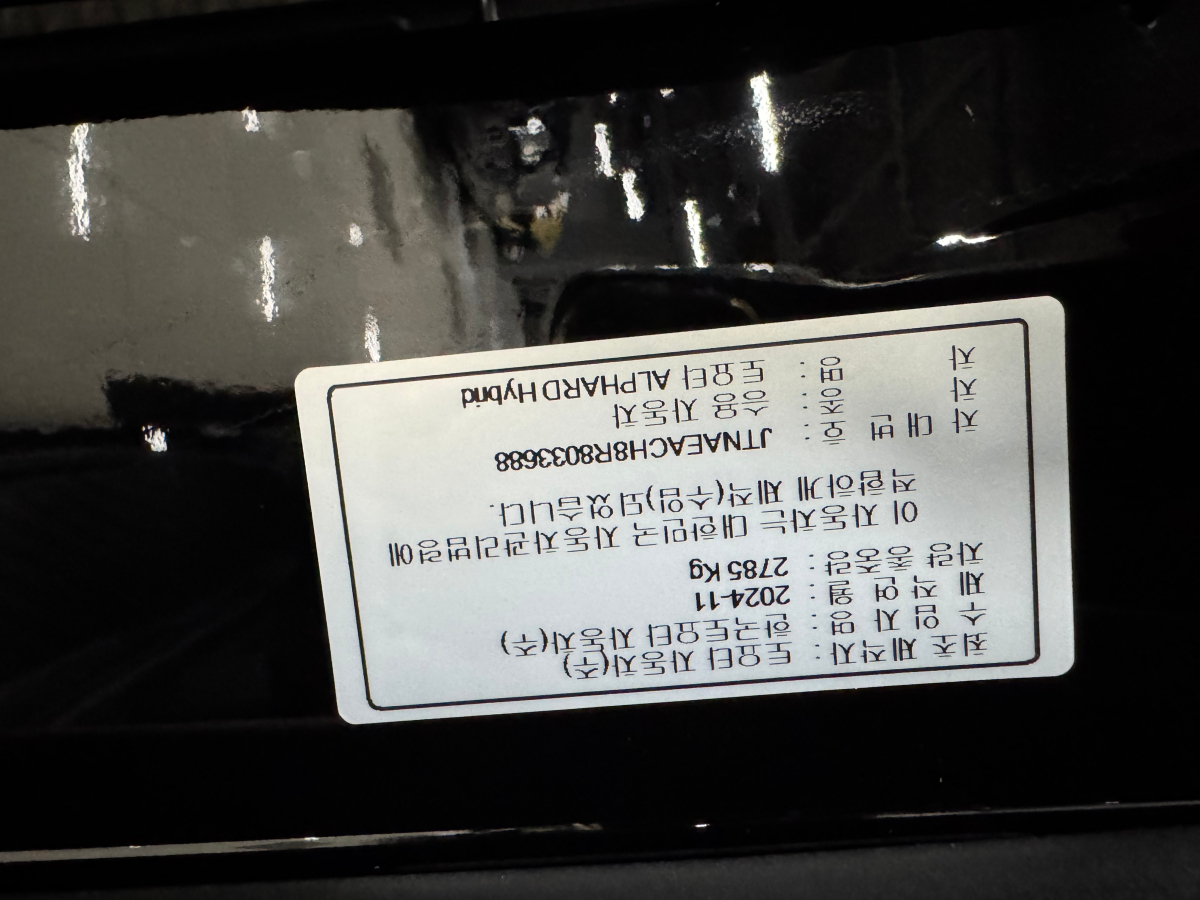 최초 제작자 : 토요타 자동차(주)
수 입 자 명 : 한국토요타 자동차(주)
제 작 연 월 : 2024-11
차량 총중량 : 2785 Kg
이 자동차는 대한민국 자동차관리법령에
적합하게 제작(수입)되었습니다.
차 대 번 호 : JTNAEACH8R8033688
차 종 : 승용 자동차
차 명 : 토요타 ALPHARD Hybrid